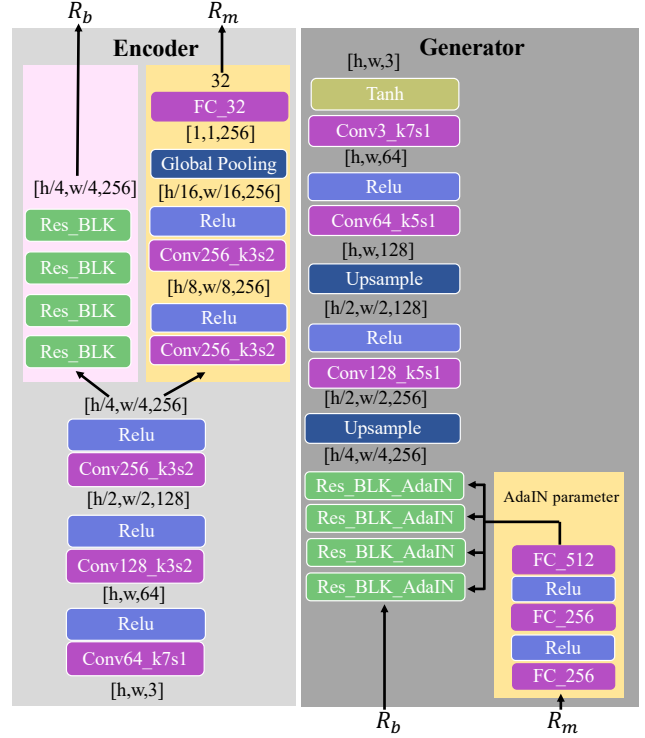 R_b
R_m
Encoder
32
FC_32
[1,1,256]
Global Pooling
[h/16,w/16,256]
Relu
Conv256_k3s2
[h/8,w/8,256]
Relu
Conv256_k3s2
[h/4,w/4,256]
Res_BLK
Res_BLK
Res_BLK
Res_BLK
[h/4,w/4,256]
Relu
Conv256_k3s2
[h/2,w/2,128]
Relu
Conv128_k3s2
[h,w,64]
Relu
Conv64_k7s1
[h,w,3]
Generator
[h,w,3]
Tanh
Conv3_k7s1
[h,w,64]
Relu
Conv64_k5s1
[h,w,128]
Upsample
[h/2,w/2,128]
Relu
Conv128_k5s1
[h/2,w/2,256]
Upsample
[h/4,w/4,256]
Res_BLK_AdaIN
Res_BLK_AdaIN
Res_BLK_AdaIN
Res_BLK_AdaIN
AdaIN parameter
FC_512
Relu
FC_256
Relu
FC_256
R_b
R_m